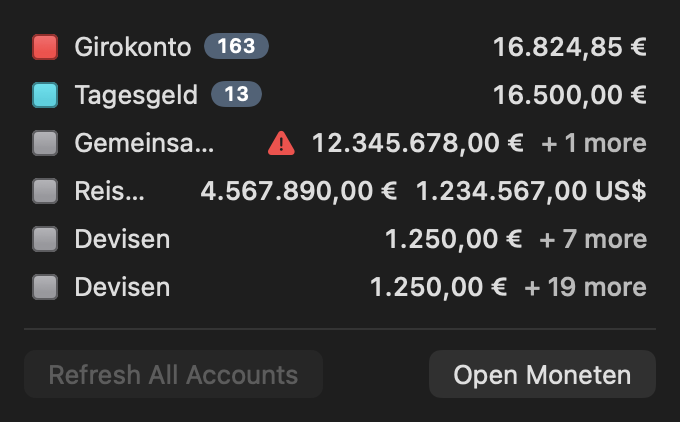 Girokonto 163 16.824,85 €
Tagesgeld 13 16.500,00 €
Gemeinsa... 12.345.678,00 € + 1 more
Reis... 4.567.890,00 € 1.234.567,00 US$
Devisen 1.250,00 € + 7 more
Devisen 1.250,00 € + 19 more
Refresh All Accounts Open Moneten